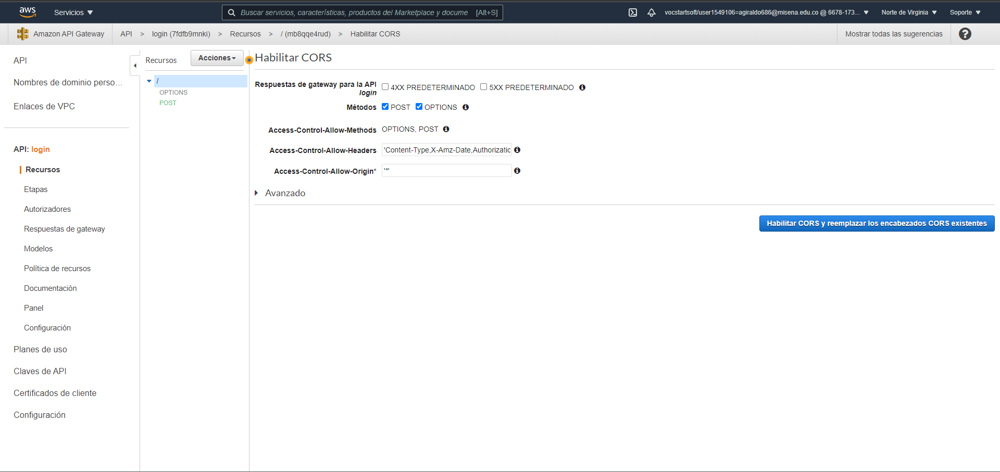 aws
Servicios
Buscar servicios, características, productos del Marketplace y docume [Alt+S]
vocstartsoft/user1549106=agiraldo686@misena.edu.co @ 6678-173...
Norte de Virginia
Soporte
Amazon API Gateway
API > login (7fdfb9mnki) > Recursos > / (mb8qqe4rud) > Habilitar CORS
Mostrar todas las sugerencias
?
API
Nombres de dominio perso...
Enlaces de VPC
API: login
Recursos
Etapas
Autorizadores
Respuestas de gateway
Modelos
Política de recursos
Documentación
Panel
Configuración
Planes de uso
Claves de API
Certificados de cliente
Configuración
Recursos
Acciones
/
OPTIONS
POST
Habilitar CORS
Respuestas de gateway para la API
login
4XX PREDETERMINADO 5XX PREDETERMINADO
Métodos POST OPTIONS
Access-Control-Allow-Methods OPTIONS, POST
Access-Control-Allow-Headers 'Content-Type,X-Amz-Date,Authorizatic
Access-Control-Allow-Origin* '*'
Avanzado
Habilitar CORS y reemplazar los encabezados CORS existentes